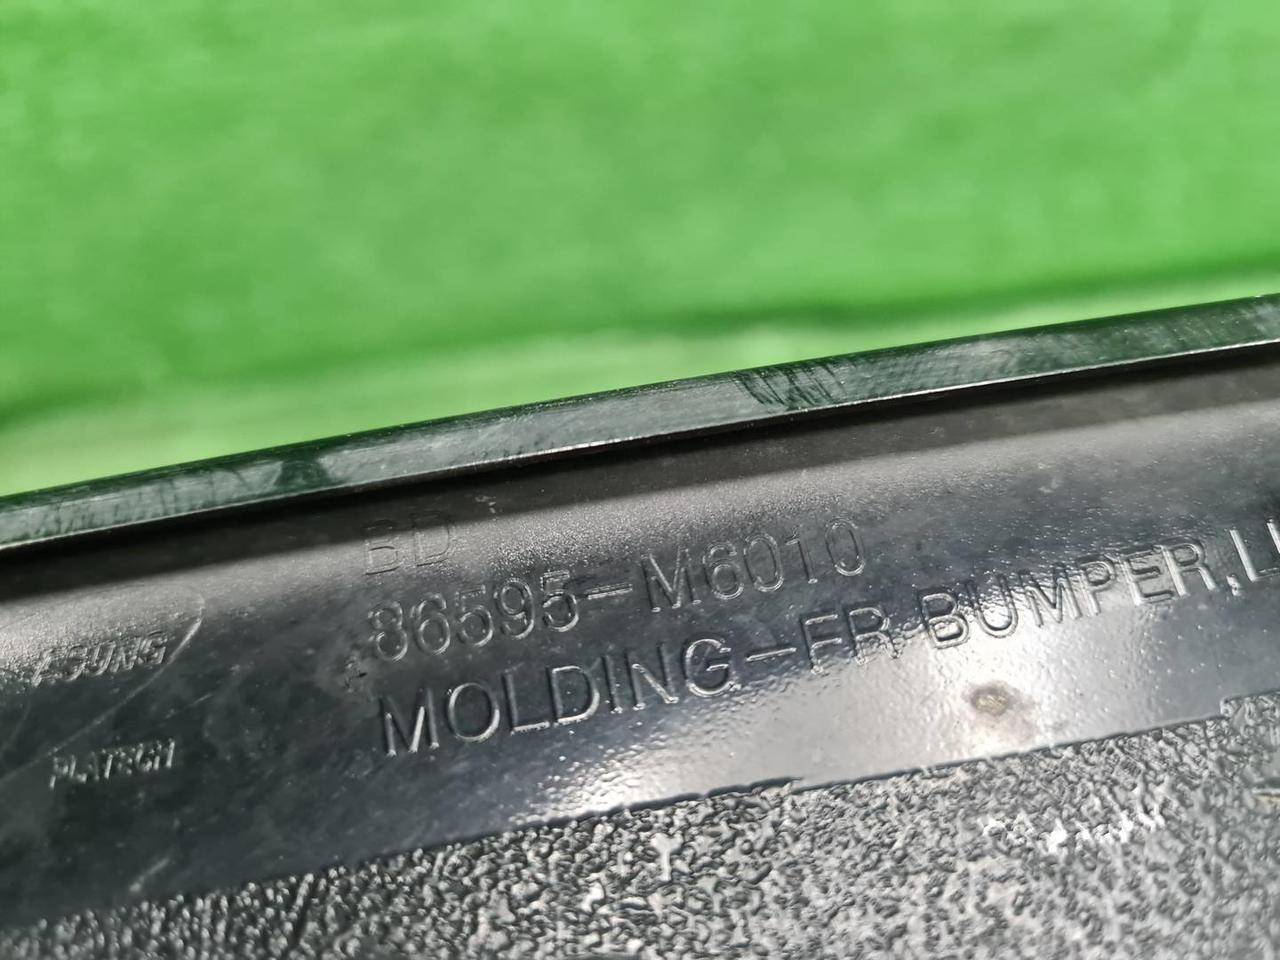 BD
86595-M6010
MOLDING-FR BUMPER,L
PLATECH